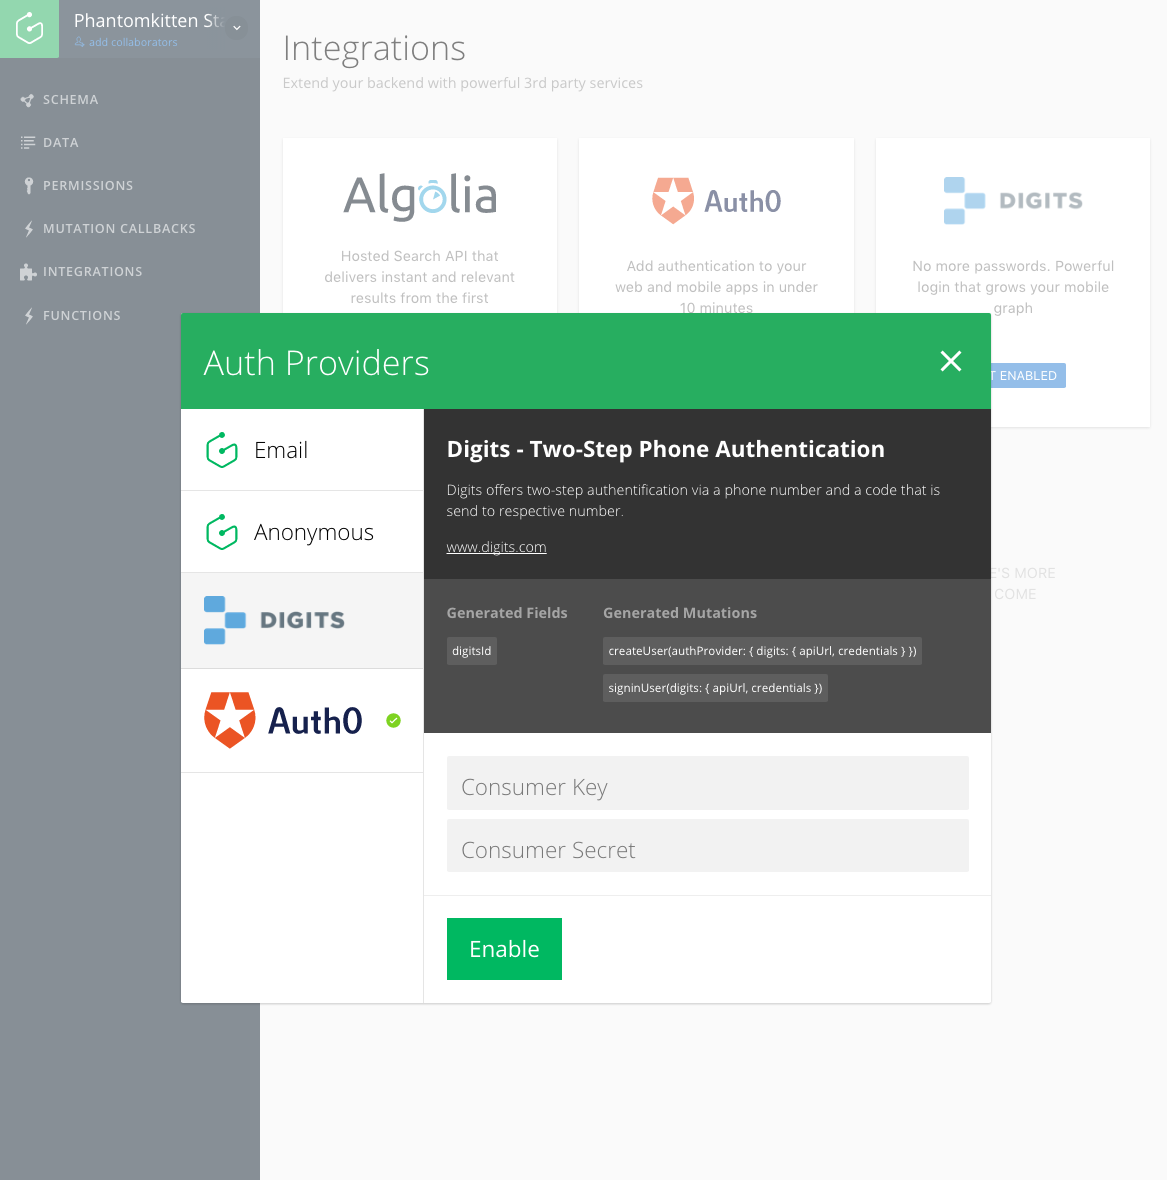 Phantomkitten Sta
add collaborators
SCHEMA
DATA
PERMISSIONS
MUTATION CALLBACKS
INTEGRATIONS
FUNCTIONS
Integrations
Extend your backend with powerful 3rd party services
Algolia
Hosted Search API that
delivers instant and relevant
results from the first
Auth0
Add authentication to your
web and mobile apps in under
10 minutes
DIGITS
No more passwords. Powerful
login that grows your mobile
graph
T ENABLED
E'S MORE
COME
Auth Providers
Email
Anonymous
DIGITS
Auth0
Digits - Two-Step Phone Authentication
Digits offers two-step authentification via a phone number and a code that is
send to respective number.
www.digits.com
Generated Fields
digitsId
Generated Mutations
createUser(authProvider: { digits: { apiUrl, credentials } })
signinUser(digits: { apiUrl, credentials })
Consumer Key
Consumer Secret
Enable